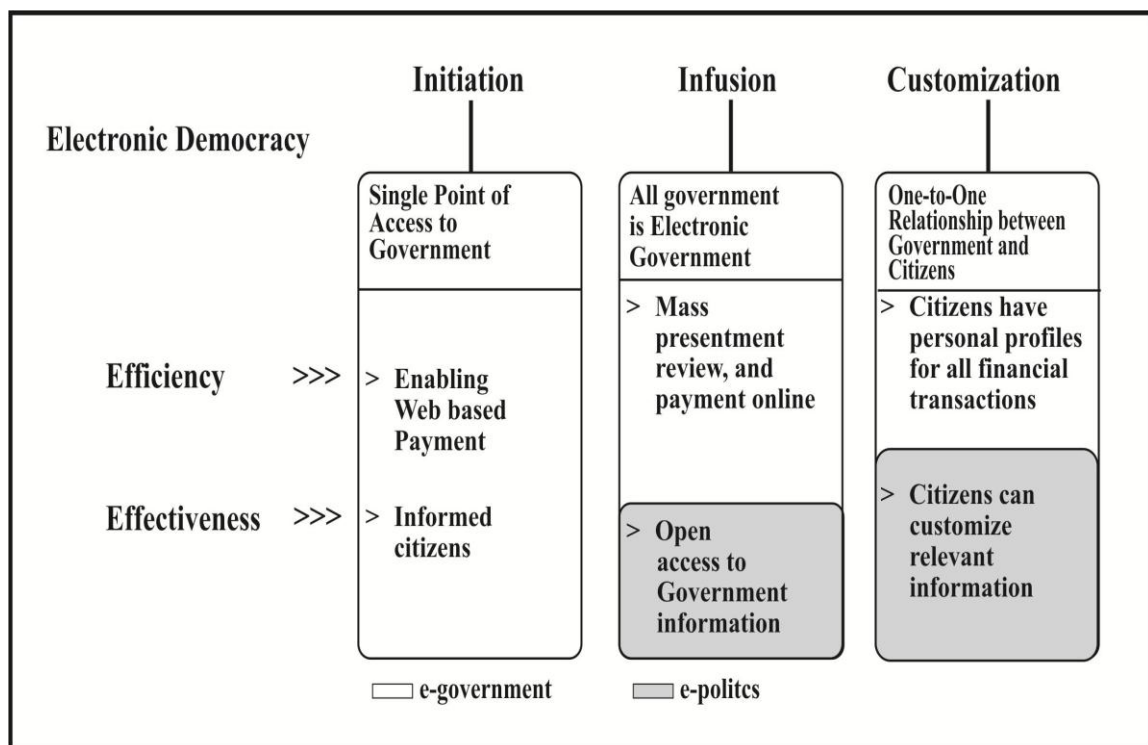 Initiation
Infusion
Customization
Electronic Democracy
Single Point of
Access to
Government
All government
is Electronic
Government
One-to-One
Relationship between
Government and
Citizens
Efficiency >>>
> Enabling
Web based
Payment
> Mass
presentment
review, and
payment online
> Citizens have
personal profiles
for all financial
transactions
Effectiveness >>>
> Informed
citizens
> Open
access to
Government
information
> Citizens can
customize
relevant
information
e-government
e-politcs